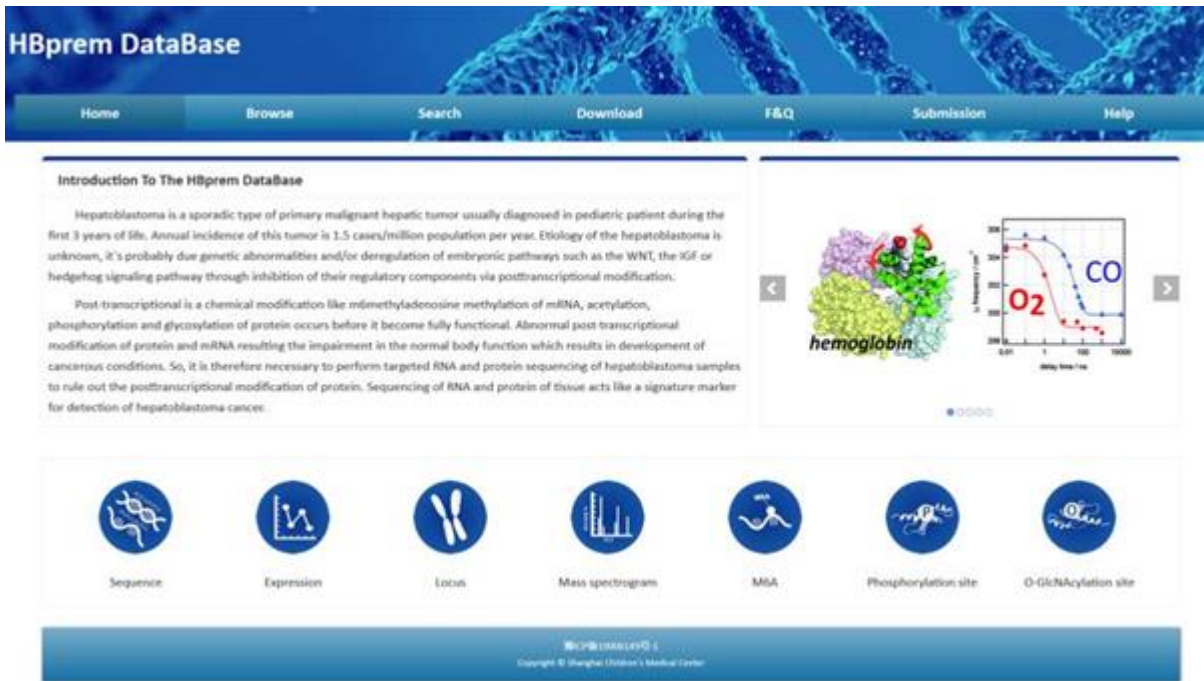 HBprem DataBase
Home Browse Search Download F&Q Submission Help
Introduction To The HBprem DataBase
Hepatoblastoma is a sporadic type of primary malignant hepatic tumor usually diagnosed in pediatric patient during the
first 3 years of life. Annual incidence of this tumor is 1.5 cases/million population per year. Etiology of the hepatoblastoma is
unknown, it's probably due genetic abnormalities and/or deregulation of embryonic pathways such as the WNT, the IGF or
hedgehog signaling pathway through inhibition of their regulatory components via posttranscriptional modification.
Post-transcriptional is a chemical modification like m6methyladenosine methylation of mRNA, acetylation,
phosphorylation and glycosylation of protein occurs before it become fully functional. Abnormal post transcriptional
modification of protein and mRNA resulting the impairment in the normal body function which results in development of
cancerous conditions. So, it is therefore necessary to perform targeted RNA and protein sequencing of hepatoblastoma samples
to rule out the posttranscriptional modification of protein. Sequencing of RNA and protein of tissue acts like a signature marker
for detection of hepatoblastoma cancer.
hemoglobin
O2
CO
0.01 1 100 10000
delay time / ns
Sequence Expression Locus Mass spectrogram M6A Phosphorylation site O-GlcNAcylation site
P
O
Copyright © Shanghai Children's Medical Center